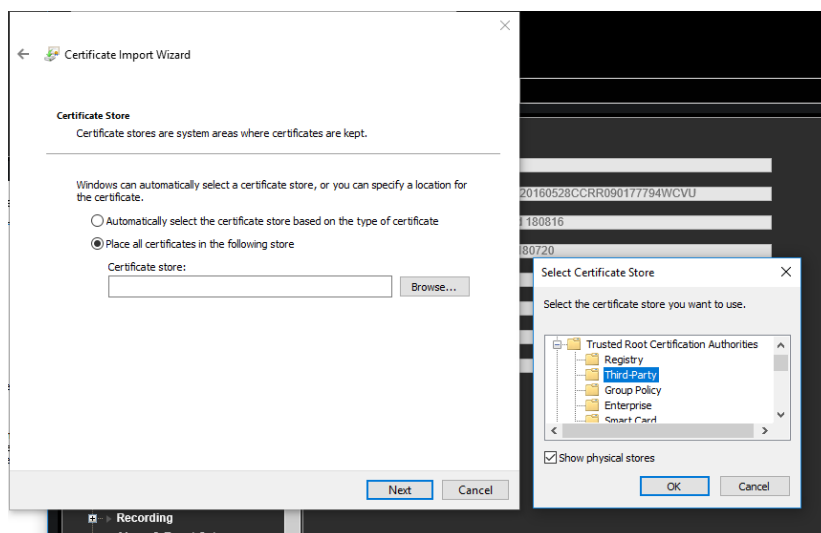 Certificate Import Wizard
Certificate Store
Certificate stores are system areas where certificates are kept.
Windows can automatically select a certificate store, or you can specify a location for
the certificate.
Automatically select the certificate store based on the type of certificate
Place all certificates in the following store
Certificate store:
Browse...
Next
Cancel
20160528CCRR090177794WCVU
180816
180720
Select Certificate Store
Select the certificate store you want to use.
Trusted Root Certification Authorities
Registry
Third-Party
Group Policy
Enterprise
Smart Card
Show physical stores
OK
Cancel
Recording